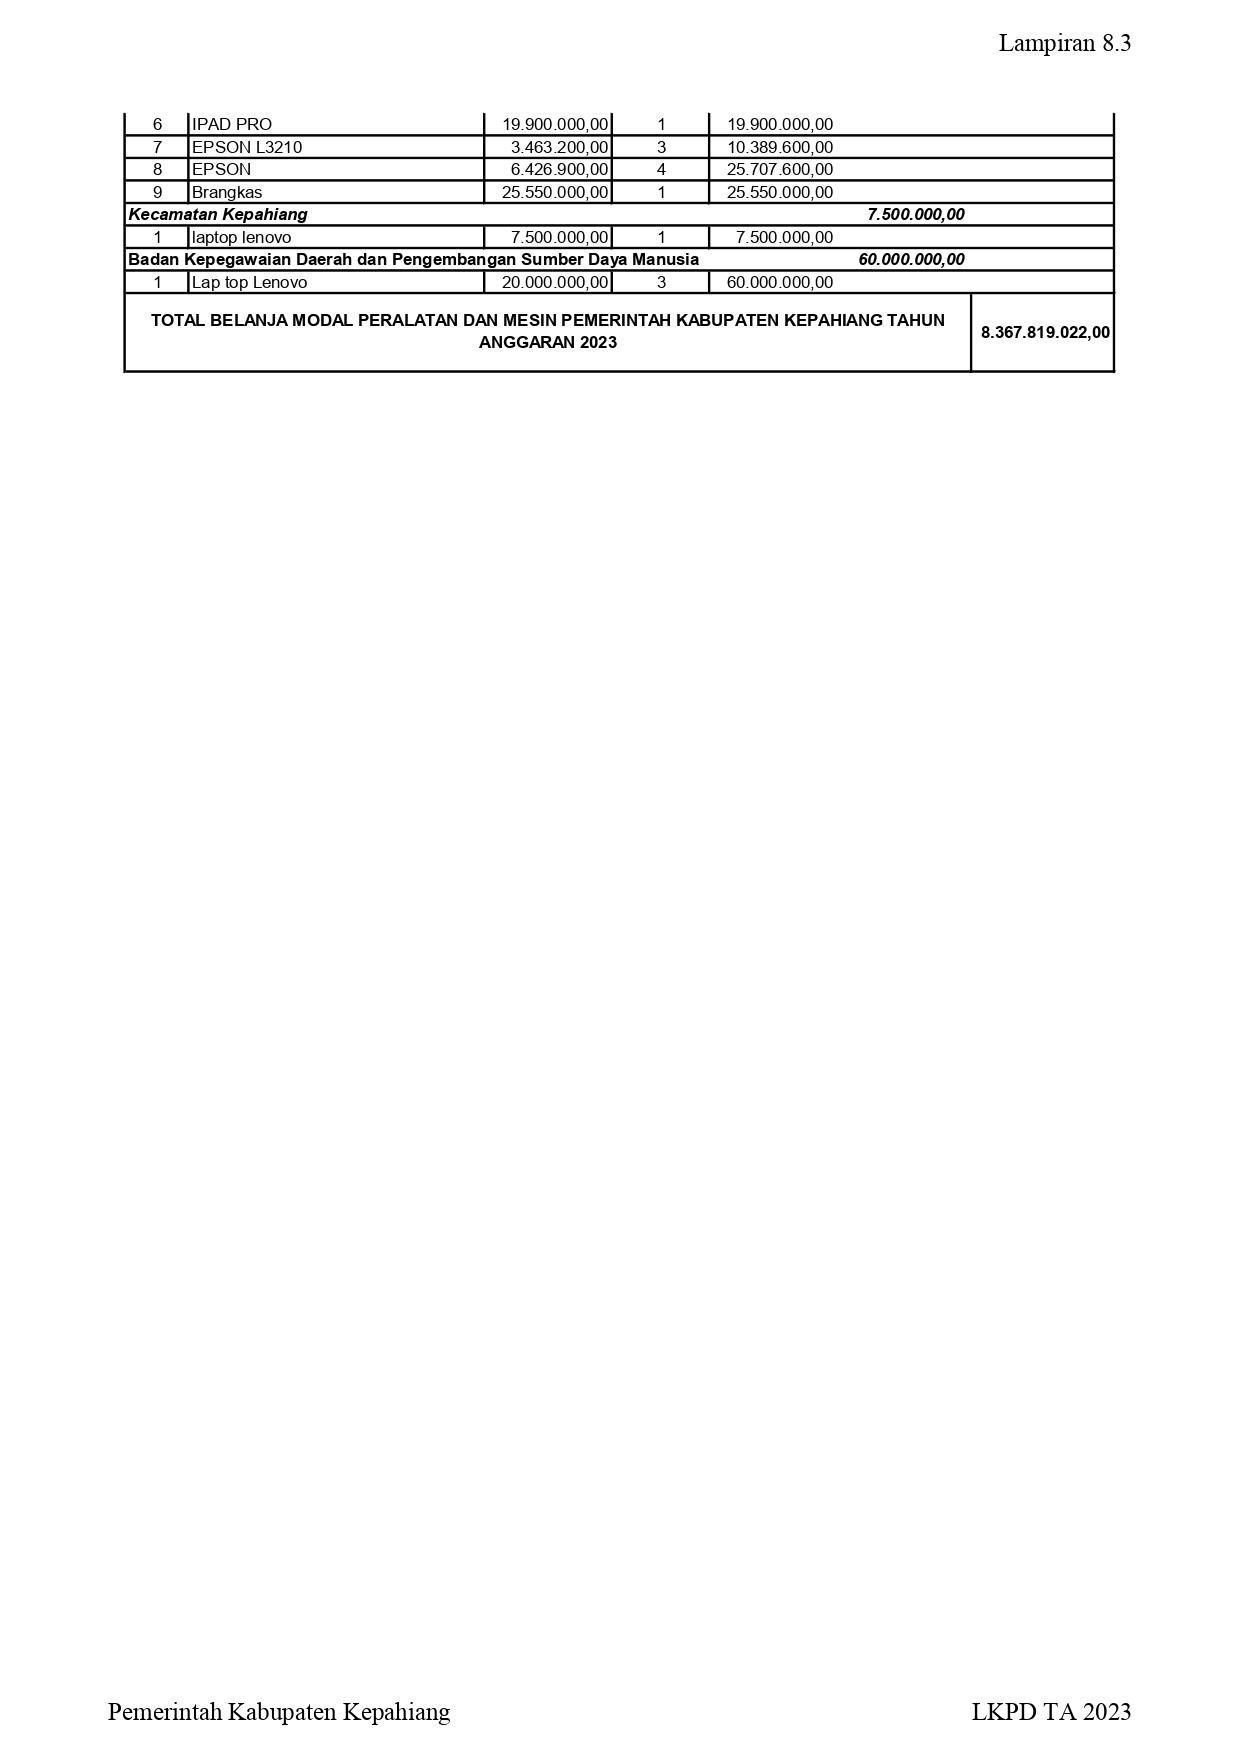 Lampiran 8.3
6 IPAD PRO 19.900.000,00 1 19.900.000,00
7 EPSON L3210 3.463.200,00 3 10.389.600,00
8 EPSON 6.426.900,00 4 25.707.600,00
9 Brangkas 25.550.000,00 1 25.550.000,00
Kecamatan Kepahiang 7.500.000,00
1 laptop lenovo 7.500.000,00 1 7.500.000,00
Badan Kepegawaian Daerah dan Pengembangan Sumber Daya Manusia 60.000.000,00
1 Lap top Lenovo 20.000.000,00 3 60.000.000,00
TOTAL BELANJA MODAL PERALATAN DAN MESIN PEMERINTAH KABUPATEN KEPAHIANG TAHUN
ANGGARAN 2023
8.367.819.022,00
Pemerintah Kabupaten Kepahiang LKPD TA 2023